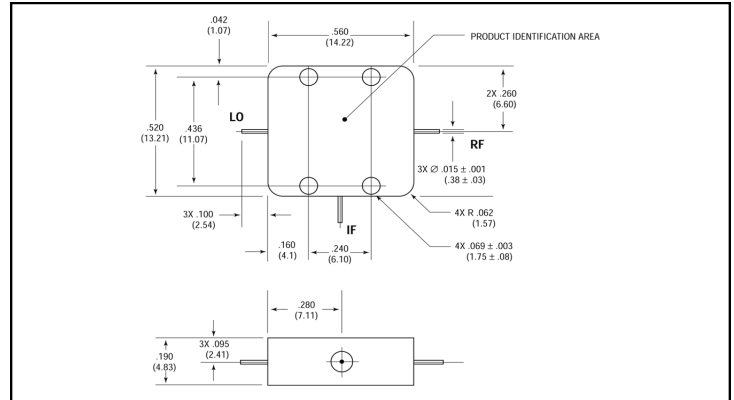 .042
(1.07)
.560
(14.22)
PRODUCT IDENTIFICATION AREA
2X .260
(6.60)
LO
.520
(13.21)
.436
(11.07)
RF
3X Ø .015 ± .001
(.38 ± .03)
3X .100
(2.54)
IF
4X R .062
(1.57)
.160
(4.1)
.240
(6.10)
4X .069 ± .003
(1.75 ± .08)
.280
(7.11)
3X .095
(2.41)
.190
(4.83)